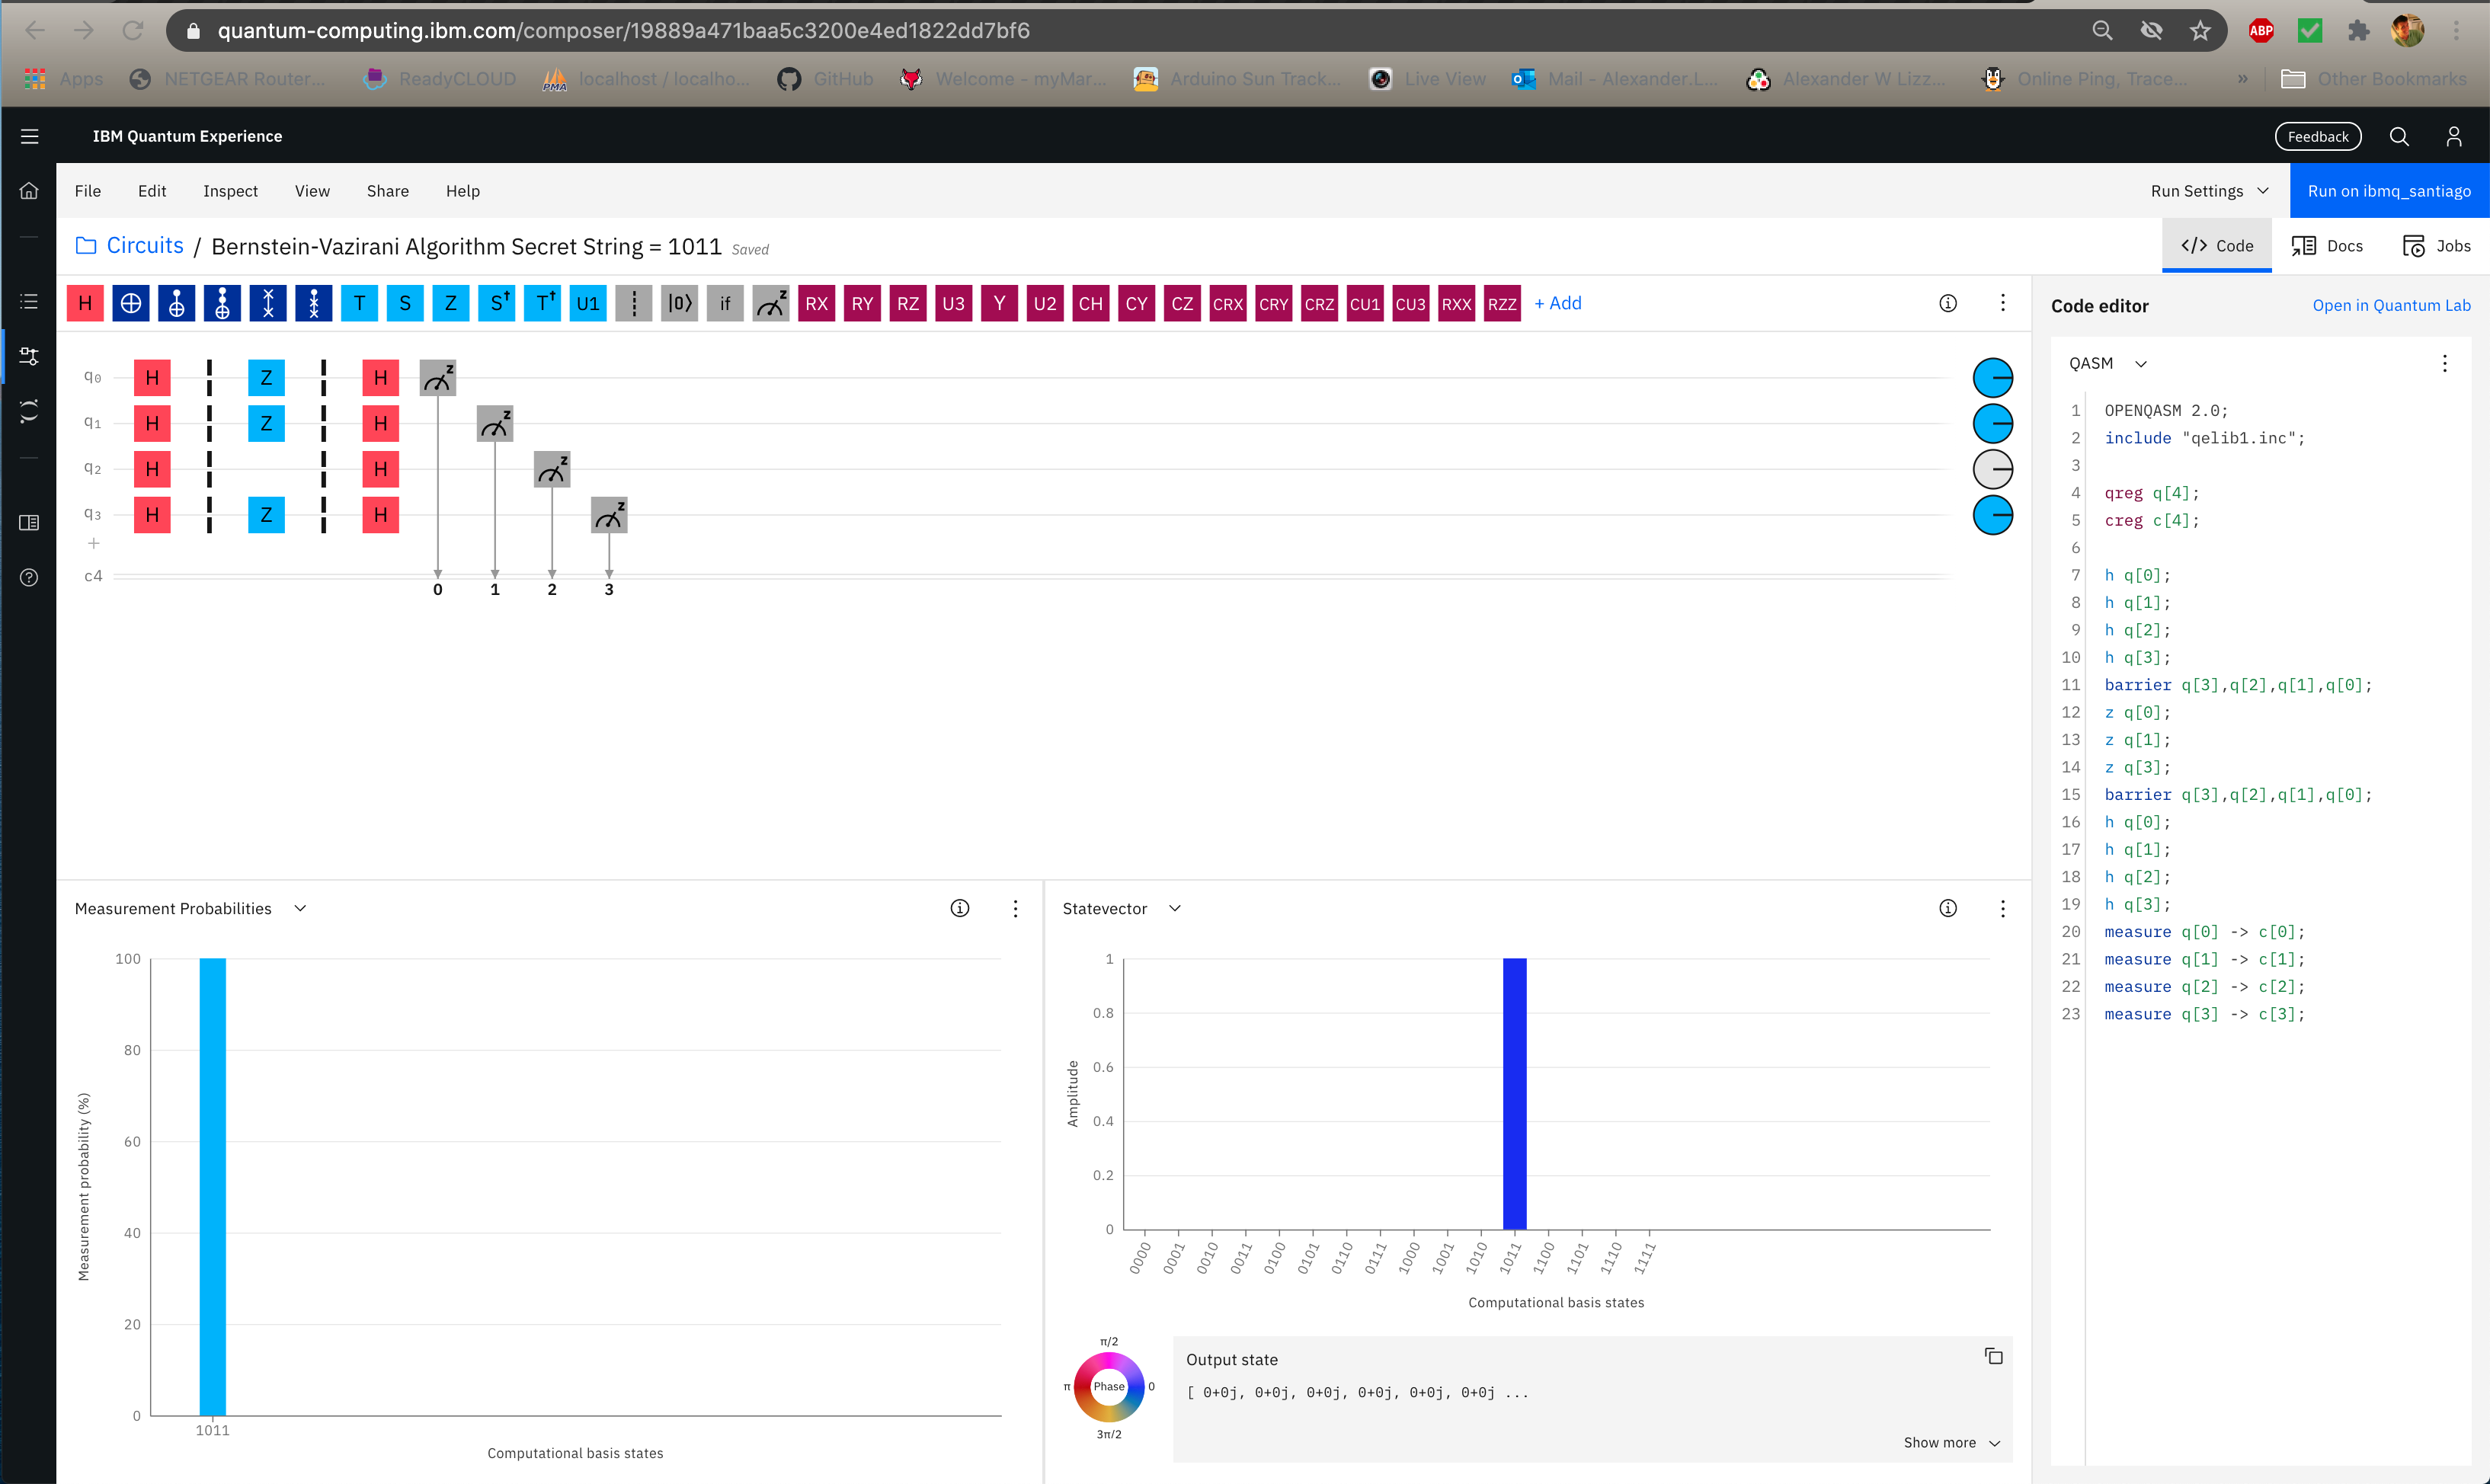 quantum-computing.ibm.com/composer/19889a471baa5c3200e4ed1822dd7bf6
ABP
Apps NETGEAR Router... ReadyCLOUD PMA localhost / localho... GitHub Welcome - myMar... Arduino Sun Track... Live View Mail - Alexander.L... Alexander W Lizz... Online Ping, Trace... » Other Bookmarks
IBM Quantum Experience Feedback
File Edit Inspect View Share Help Run Settings Run on ibmq_santiago
Circuits / Bernstein-Vazirani Algorithm Secret String = 1011 Saved
</> Code Docs Jobs
H T S Z S† T† U1 |0⟩ if z RX RY RZ U3 Y U2 CH CY CZ CRX CRY CRZ CU1 CU3 RXX RZZ + Add
q0 H Z H z
q1 H Z H z
q2 H H z
q3 H Z H z
+
c4
0 1 2 3
Code editor Open in Quantum Lab
QASM
1 OPENQASM 2.0;
2 include "qelib1.inc";
3
4 qreg q[4];
5 creg c[4];
6
7 h q[0];
8 h q[1];
9 h q[2];
10 h q[3];
11 barrier q[3],q[2],q[1],q[0];
12 z q[0];
13 z q[1];
14 z q[3];
15 barrier q[3],q[2],q[1],q[0];
16 h q[0];
17 h q[1];
18 h q[2];
19 h q[3];
20 measure q[0] -> c[0];
21 measure q[1] -> c[1];
22 measure q[2] -> c[2];
23 measure q[3] -> c[3];
Measurement Probabilities
Measurement probability (%)
100
80
60
40
20
0
1011
Computational basis states
Statevector
Amplitude
1
0.8
0.6
0.4
0.2
0
0000 0001 0010 0011 0100 0101 0110 0111 1000 1001 1010 1011 1100 1101 1110 1111
Computational basis states
π/2
π Phase 0
3π/2
Output state
[ 0+0j, 0+0j, 0+0j, 0+0j, 0+0j, 0+0j ...
Show more